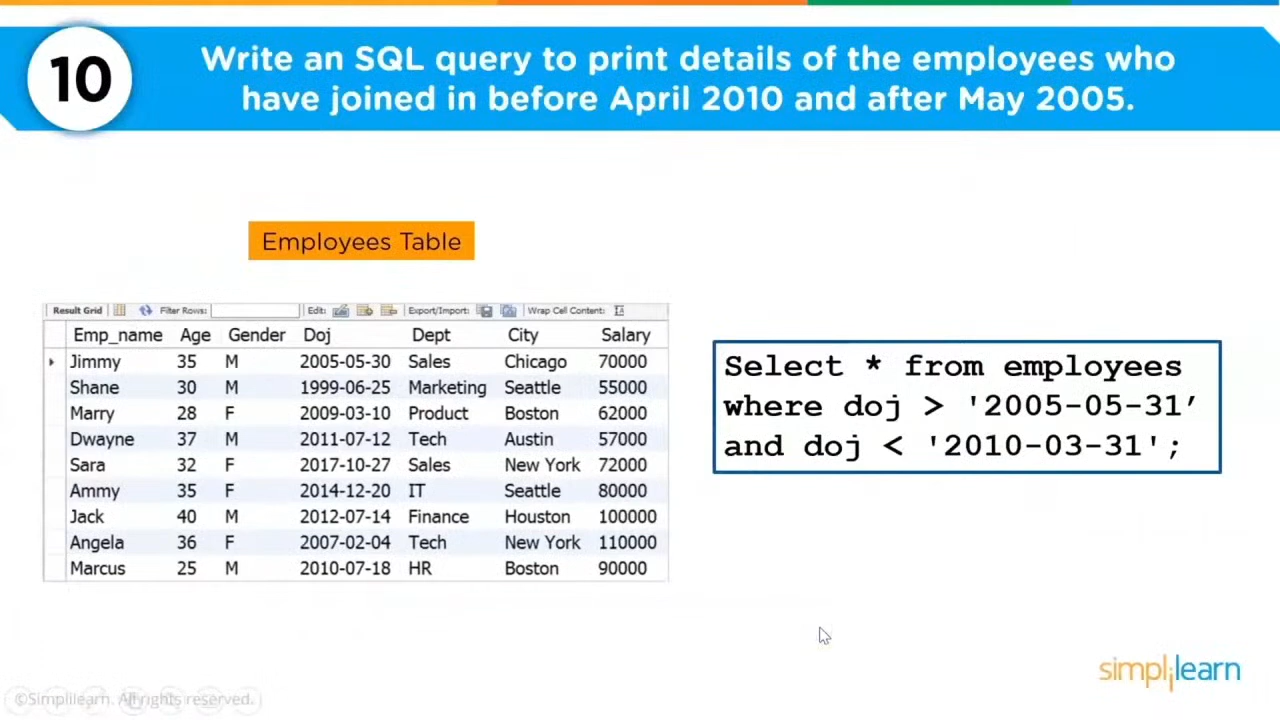 10
Write an SQL query to print details of the employees who
have joined in before April 2010 and after May 2005.
Employees Table
Result Grid Filter Rows: Edit: Export/Import: Wrap Cell Content:
Emp_name Age Gender Doj Dept City Salary
Jimmy 35 M 2005-05-30 Sales Chicago 70000
Shane 30 M 1999-06-25 Marketing Seattle 55000
Marry 28 F 2009-03-10 Product Boston 62000
Dwayne 37 M 2011-07-12 Tech Austin 57000
Sara 32 F 2017-10-27 Sales New York 72000
Ammy 35 F 2014-12-20 IT Seattle 80000
Jack 40 M 2012-07-14 Finance Houston 100000
Angela 36 F 2007-02-04 Tech New York 110000
Marcus 25 M 2010-07-18 HR Boston 90000
Select * from employees
where doj > '2005-05-31’
and doj < '2010-03-31';
simplilearn
©Simplilearn. All rights reserved.